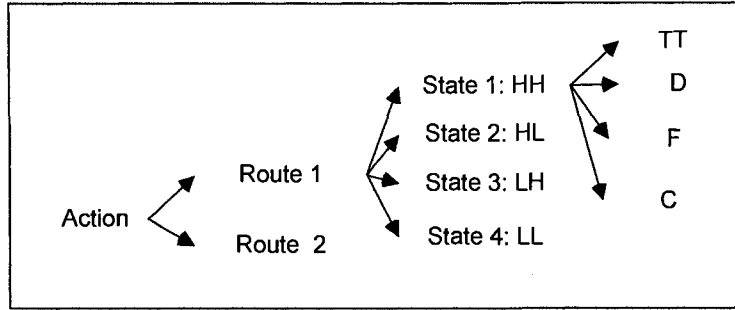 TT
State 1: HH
D
State 2: HL
F
Route 1
State 3: LH
C
Action
Route 2
State 4: LL